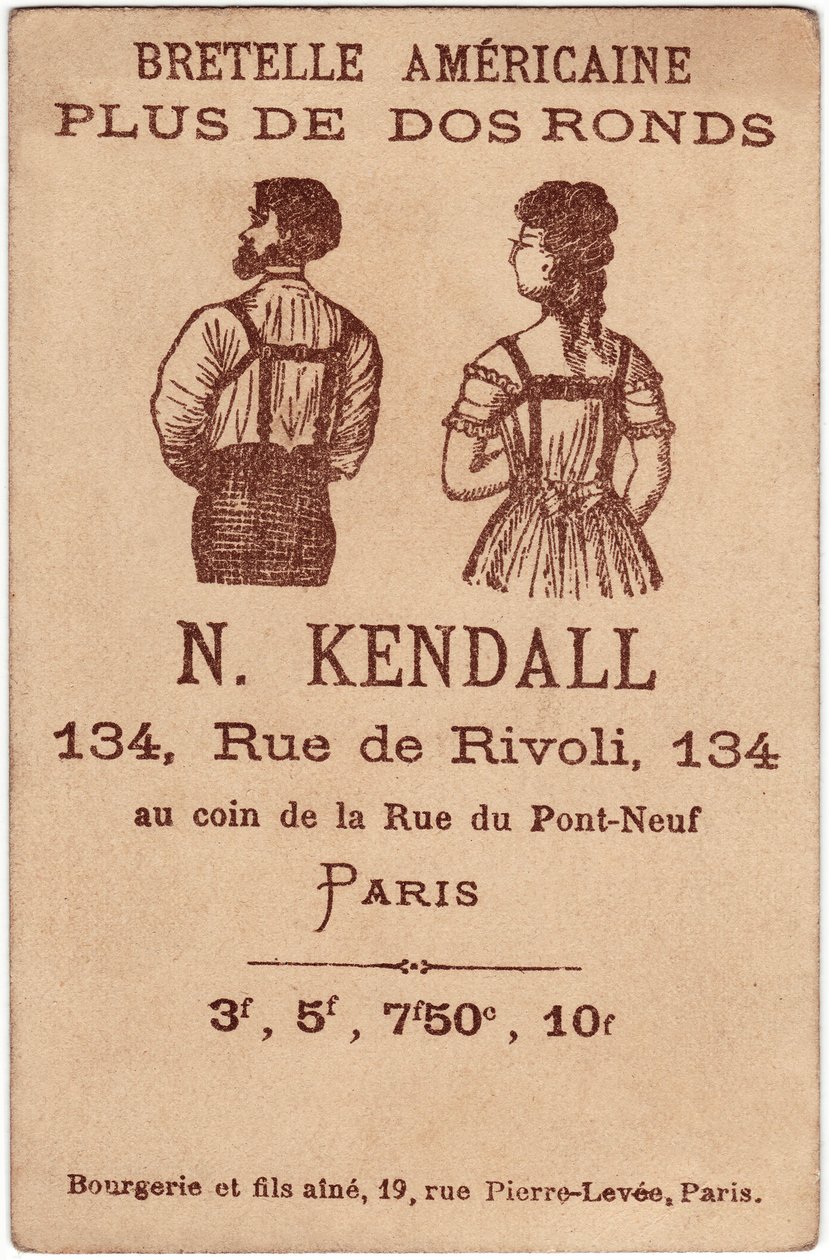 BRETELLE AMÉRICAINE
PLUS DE DOS RONDS
N. KENDALL
134, Rue de Rivoli, 134
au coin de la Rue du Pont-Neuf
PARIS
3f, 5f, 7f50c, 10f
Bourgerie et fils aîné, 19, rue Pierre-Levée, Paris.